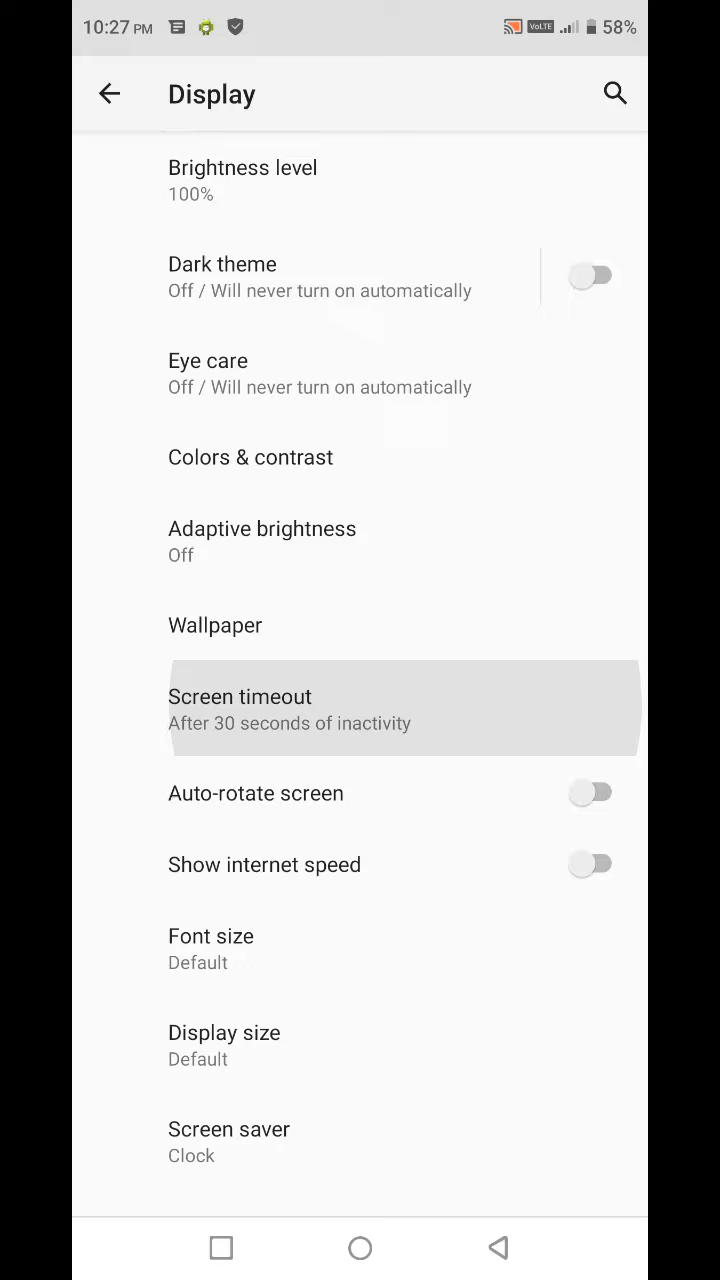 10:27 PM VoLTE 58%
Display
Brightness level
100%
Dark theme
Off / Will never turn on automatically
Eye care
Off / Will never turn on automatically
Colors & contrast
Adaptive brightness
Off
Wallpaper
Screen timeout
After 30 seconds of inactivity
Auto-rotate screen
Show internet speed
Font size
Default
Display size
Default
Screen saver
Clock